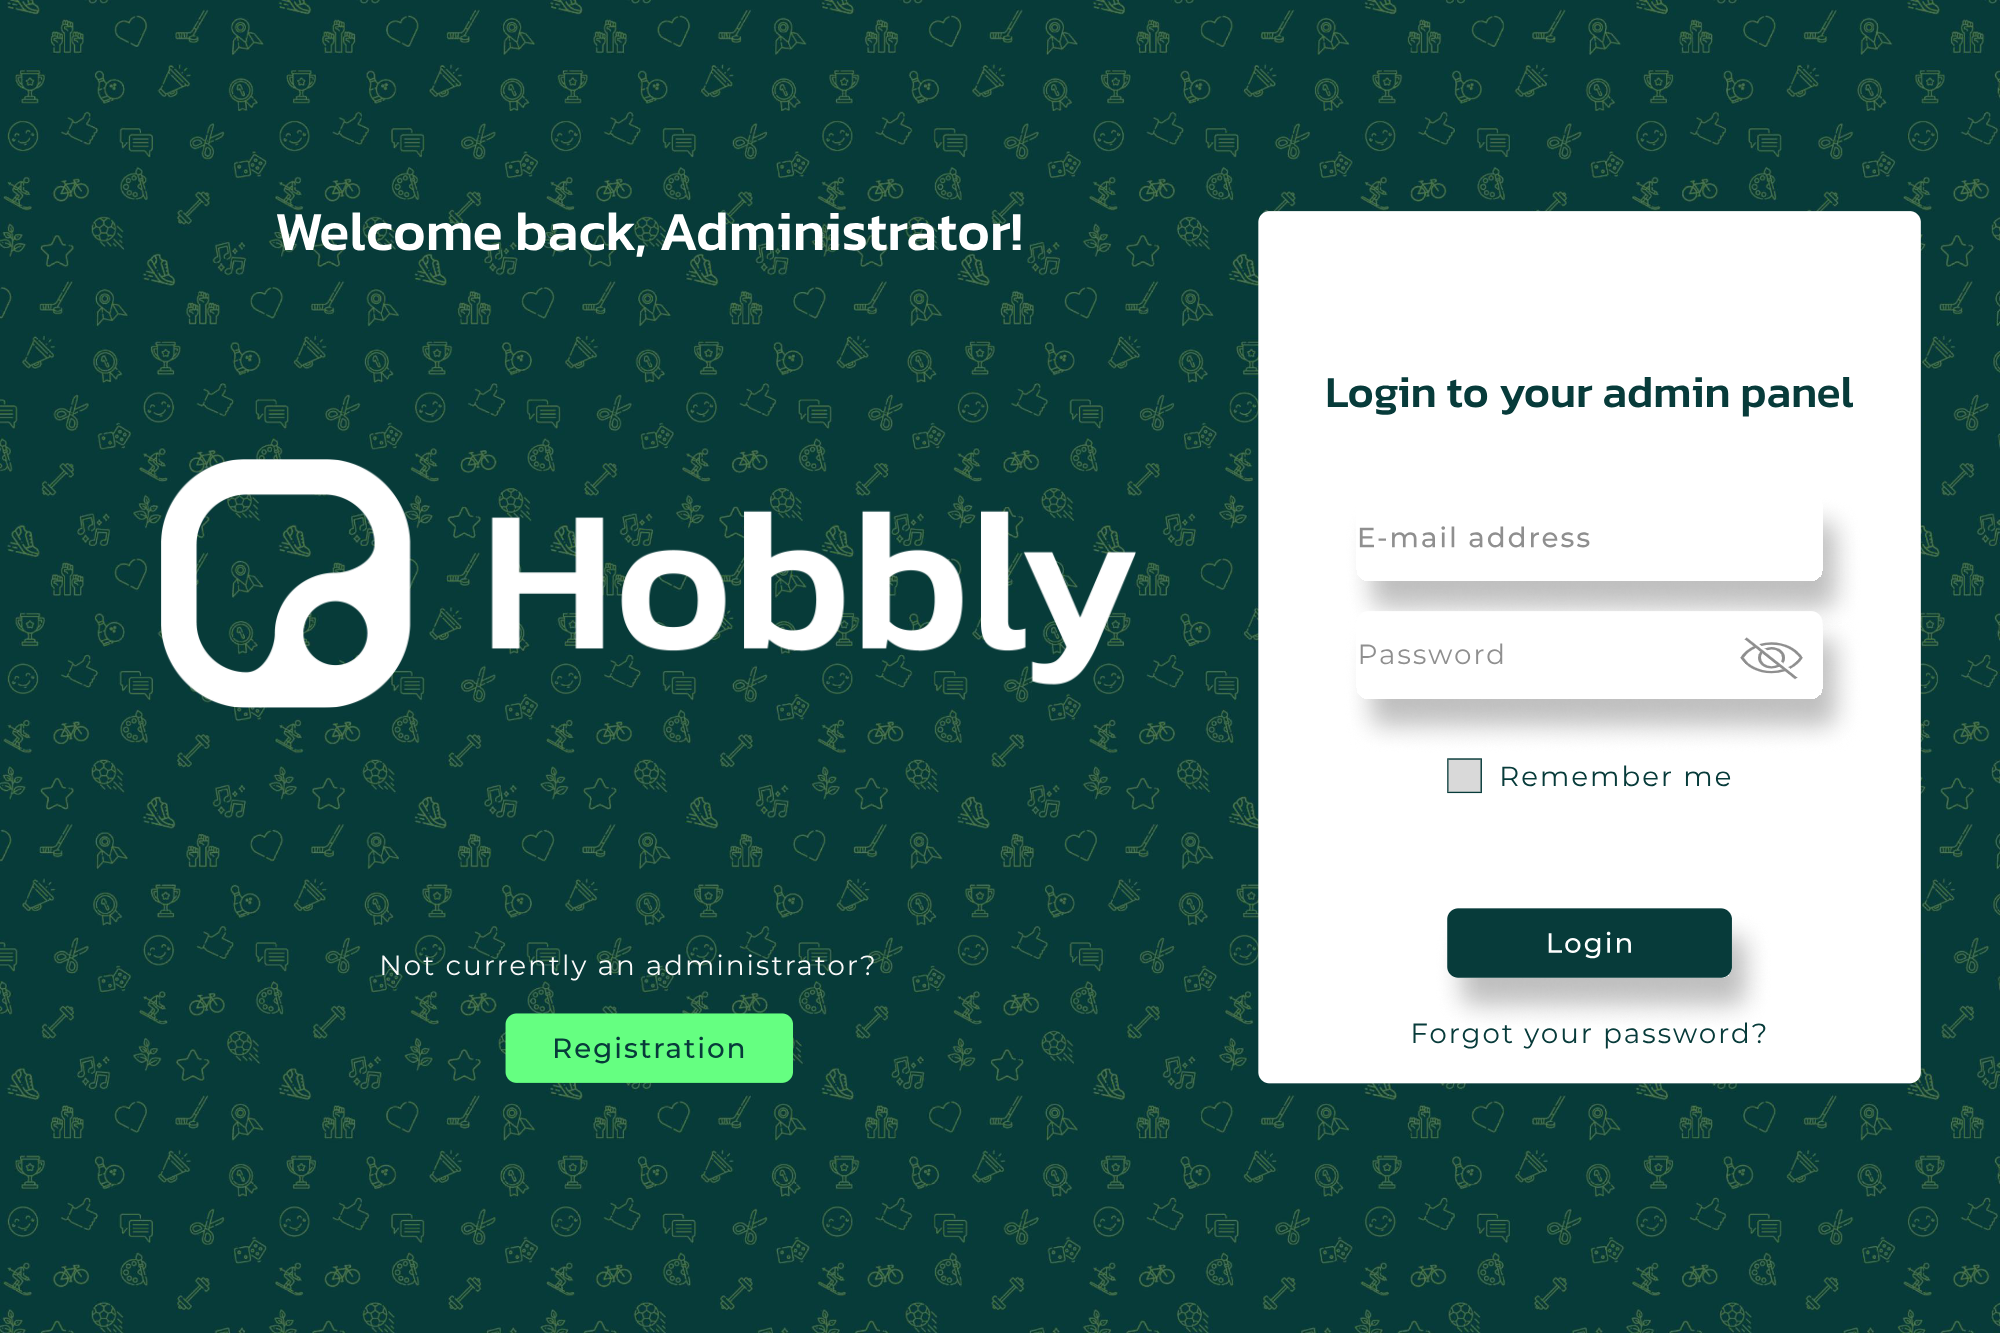 Welcome back, Administrator!
Hobbly
Not currently an administrator?
Registration
Login to your admin panel
E-mail address
Password
Remember me
Login
Forgot your password?